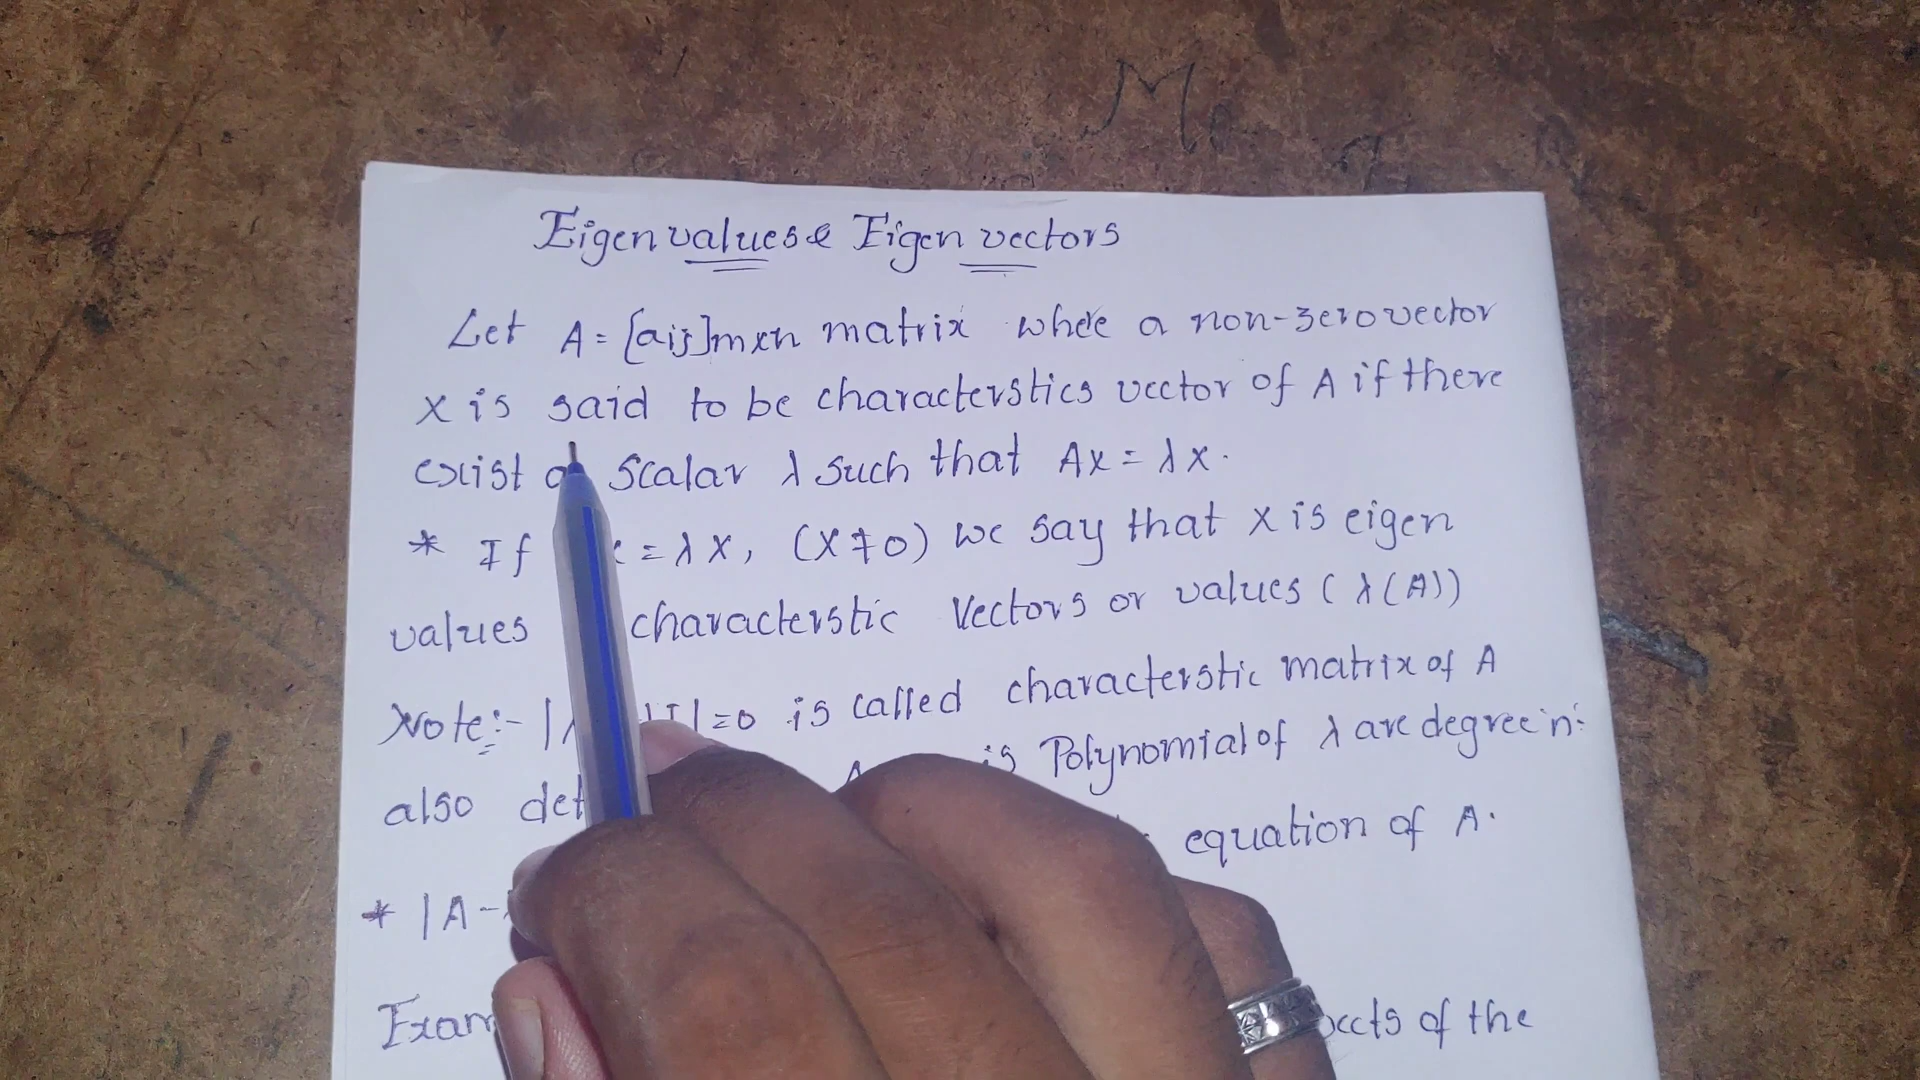 Eigen values & Eigen vectors
Let A = [aij]mxn matrix where a non-zero vector
X is said to be characterstics vector of A if there
exist a scalar λ such that AX = λX.
* If = λX, (X ≠ 0) we say that X is eigen
values characterstic Vectors or values (λ(A))
Note:- | I|=0 is called characterstic matrix of A
also is Polynomial of λ are degree 'n'.
equation of A.
* |A-
of the